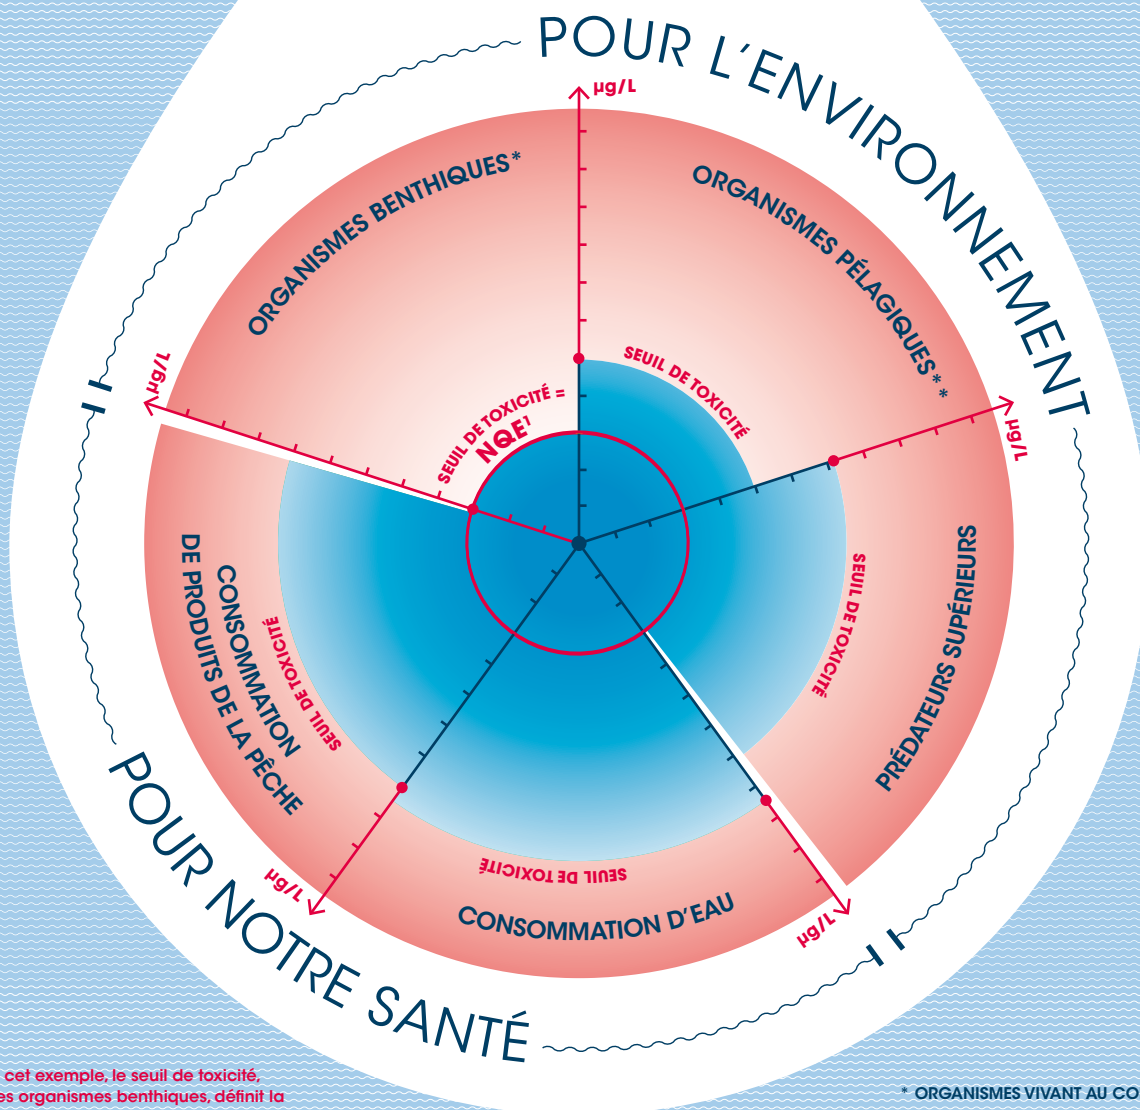 POUR L'ENVIRONNEMENT
µg/L
ORGANISMES BENTHIQUES*
ORGANISMES PÉLAGIQUES**
SEUIL DE TOXICITÉ
SEUIL DE TOXICITÉ =
NQE¹
µg/L
µg/L
SEUIL DE TOXICITÉ
PRÉDATEURS SUPÉRIEURS
CONSOMMATION
DE PRODUITS DE LA PÊCHE
SEUIL DE TOXICITÉ
SEUIL DE TOXICITÉ
CONSOMMATION D'EAU
µg/L
µg/L
POUR NOTRE SANTÉ
cet exemple, le seuil de toxicité,
es organismes benthiques, définit la
* ORGANISMES VIVANT AU CO